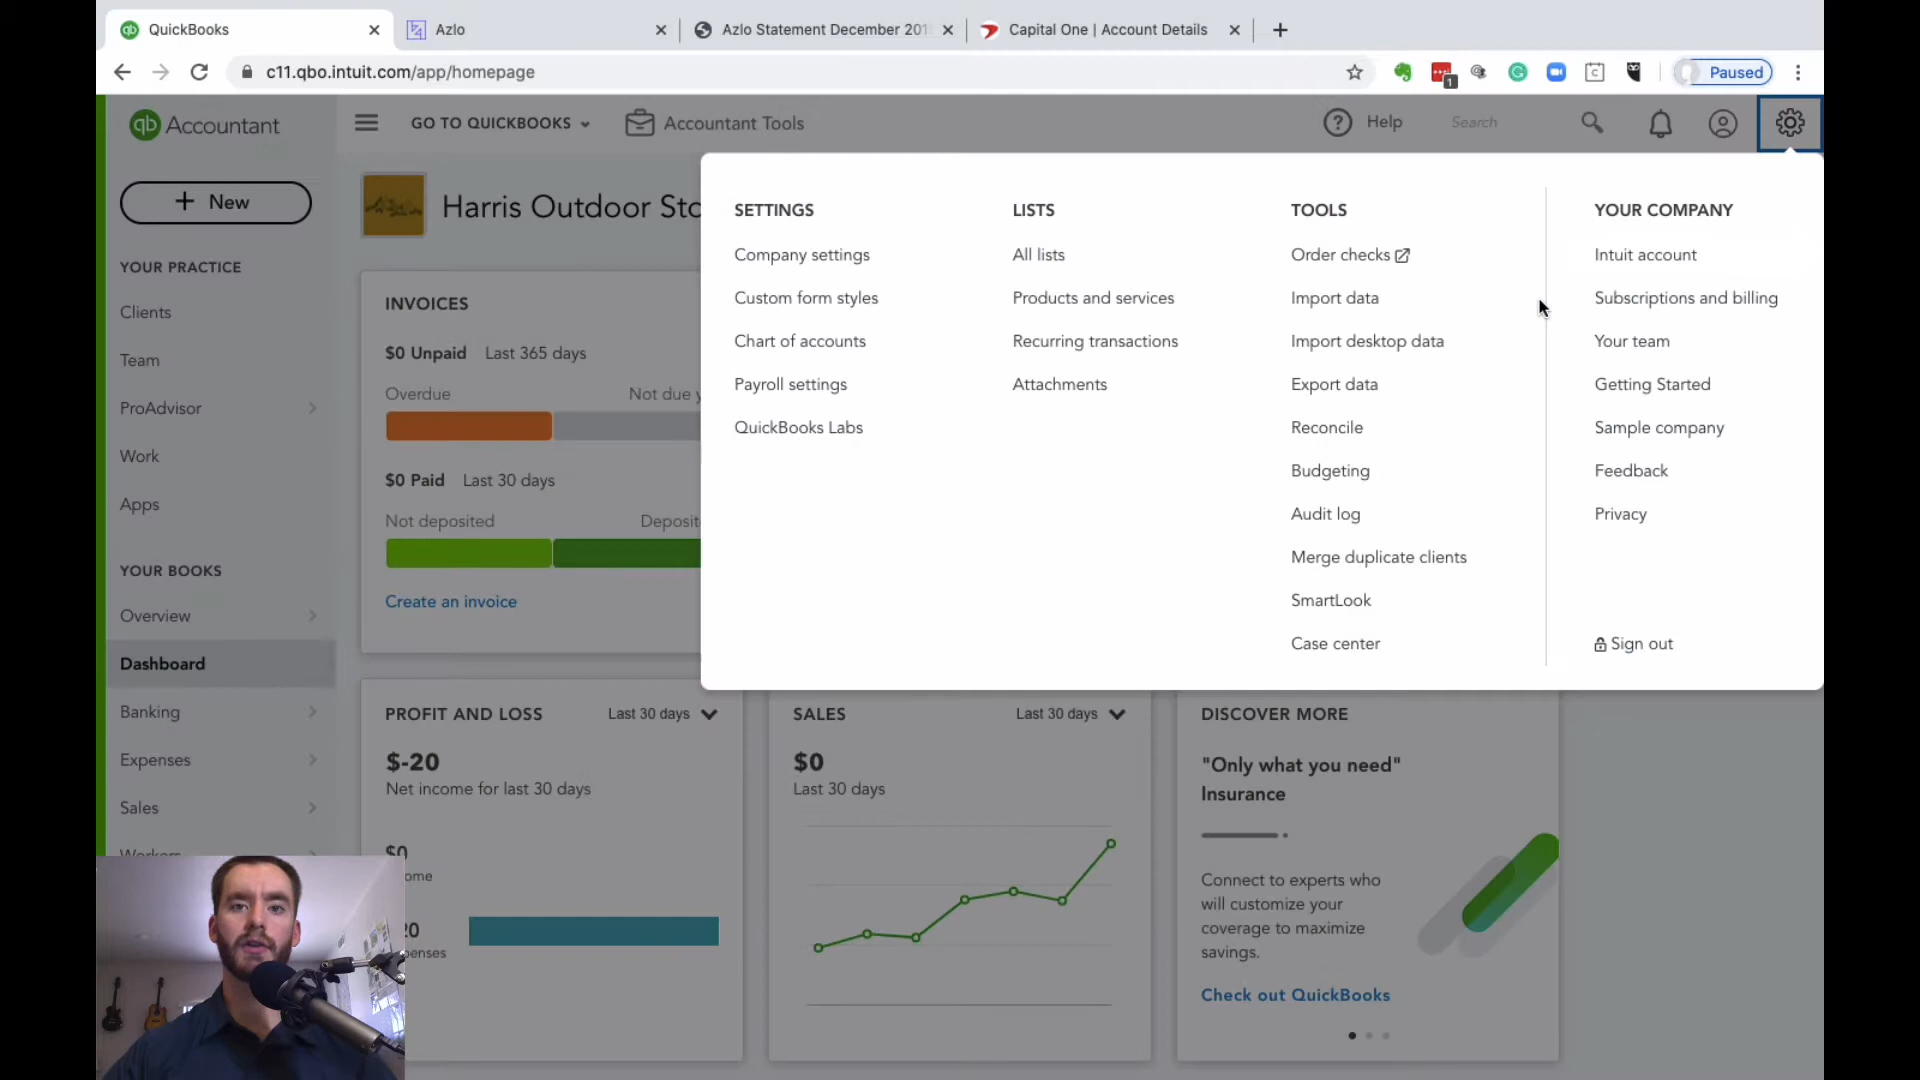 QuickBooks
Azlo
Azlo Statement December 201
Capital One | Account Details
c11.qbo.intuit.com/app/homepage
1
Paused
qb Accountant
GO TO QUICKBOOKS
Accountant Tools
? Help
Search
+ New
YOUR PRACTICE
Clients
Team
ProAdvisor
Work
Apps
YOUR BOOKS
Overview
Dashboard
Banking
Expenses
Sales
Workers
Harris Outdoor Sto
INVOICES
$0 Unpaid Last 365 days
Overdue Not due y
$0 Paid Last 30 days
Not deposited Deposit
Create an invoice
SETTINGS
Company settings
Custom form styles
Chart of accounts
Payroll settings
QuickBooks Labs
LISTS
All lists
Products and services
Recurring transactions
Attachments
TOOLS
Order checks
Import data
Import desktop data
Export data
Reconcile
Budgeting
Audit log
Merge duplicate clients
SmartLook
Case center
YOUR COMPANY
Intuit account
Subscriptions and billing
Your team
Getting Started
Sample company
Feedback
Privacy
Sign out
PROFIT AND LOSS Last 30 days
$-20
Net income for last 30 days
$0
ome
20
penses
SALES Last 30 days
$0
Last 30 days
DISCOVER MORE
"Only what you need"
Insurance
Connect to experts who
will customize your
coverage to maximize
savings.
Check out QuickBooks